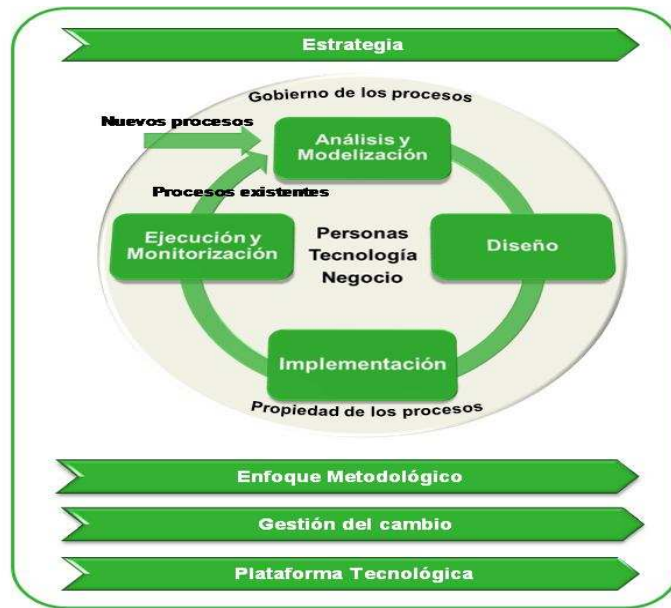 Estrategia
Gobierno de los procesos
Nuevos procesos
Análisis y
Modelización
Procesos existentes
Ejecución y
Monitorización
Personas
Tecnología
Negocio
Diseño
Implementación
Propiedad de los procesos
Enfoque Metodológico
Gestión del cambio
Plataforma Tecnológica